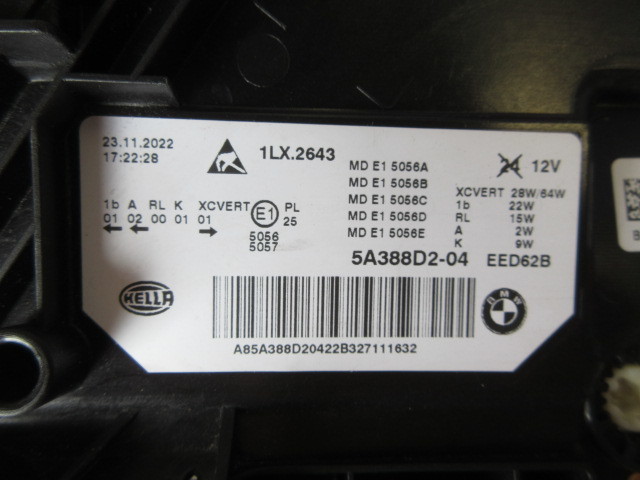 23.11.2022
17:22:28
1LX.2643
MD E1 5056A
MD E1 5056B
MD E1 5056C
MD E1 5056D
MD E1 5056E
24 12V
XCVERT 28W/64W
1b 22W
RL 15W
A 2W
K 9W
1b A RL K XCVERT
01 02 00 01 01
E1
PL
25
5056
5057
5A388D2-04 EED62B
HELLA
BMW
A85A388D20422B327111632